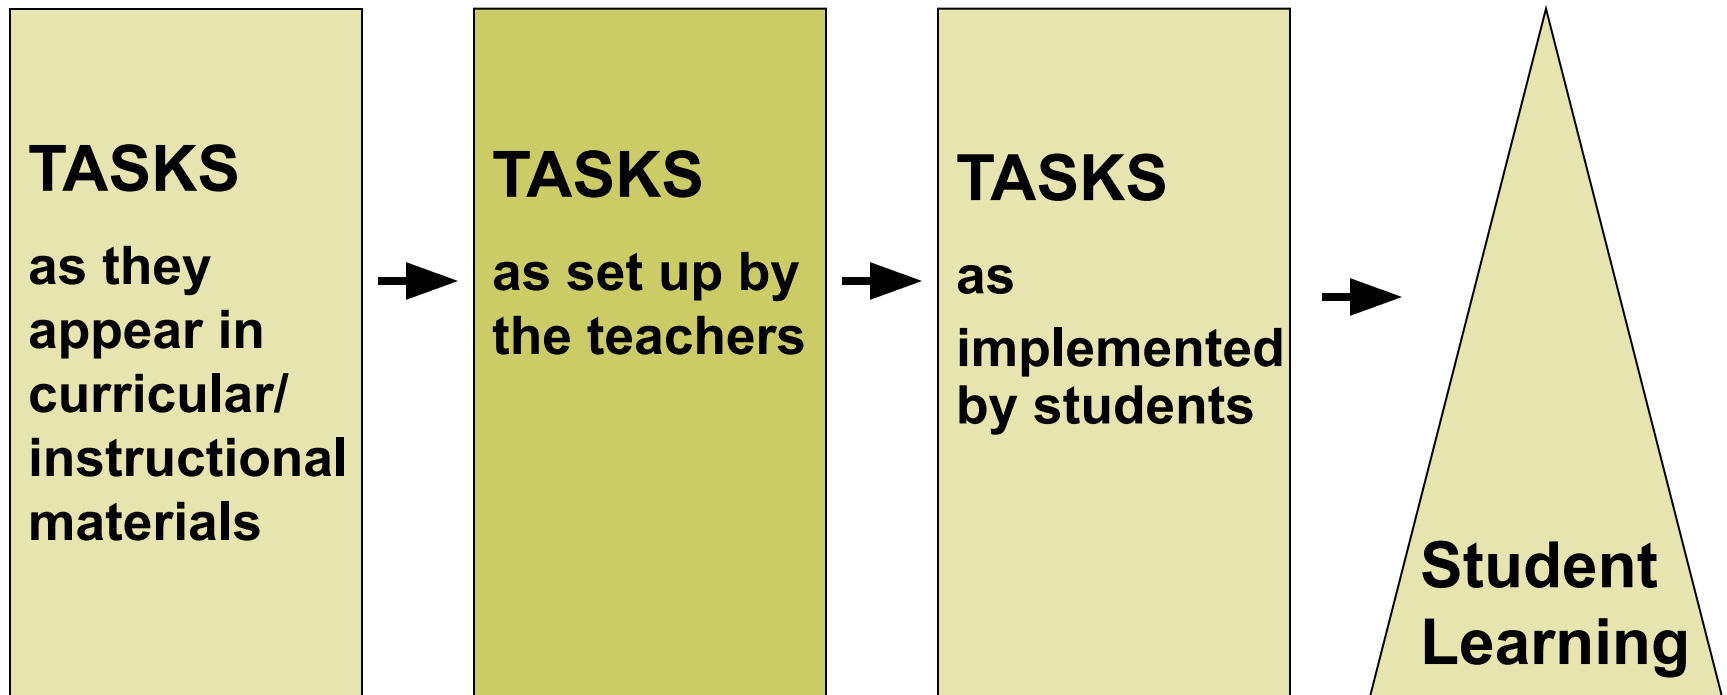 TASKS
as they
appear in
curricular/
instructional
materials
TASKS
as set up by
the teachers
TASKS
as
implemented
by students
Student
Learning